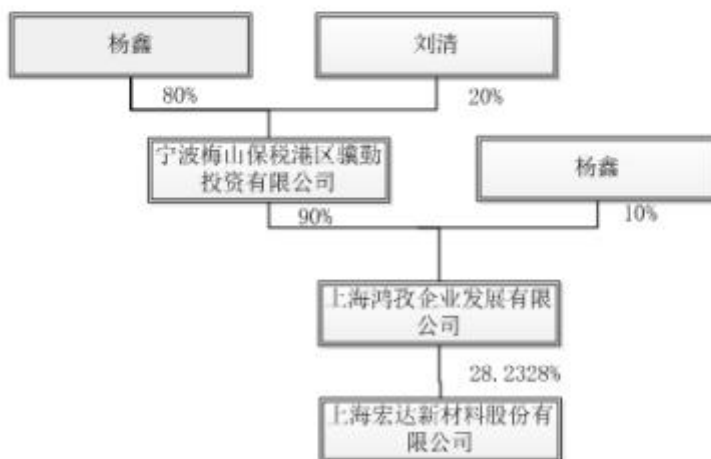 杨鑫
刘清
80%
20%
宁波梅山保税港区骥勤
投资有限公司
杨鑫
90%
10%
上海鸿孜企业发展有限
公司
28.2328%
上海宏达新材料股份有
限公司